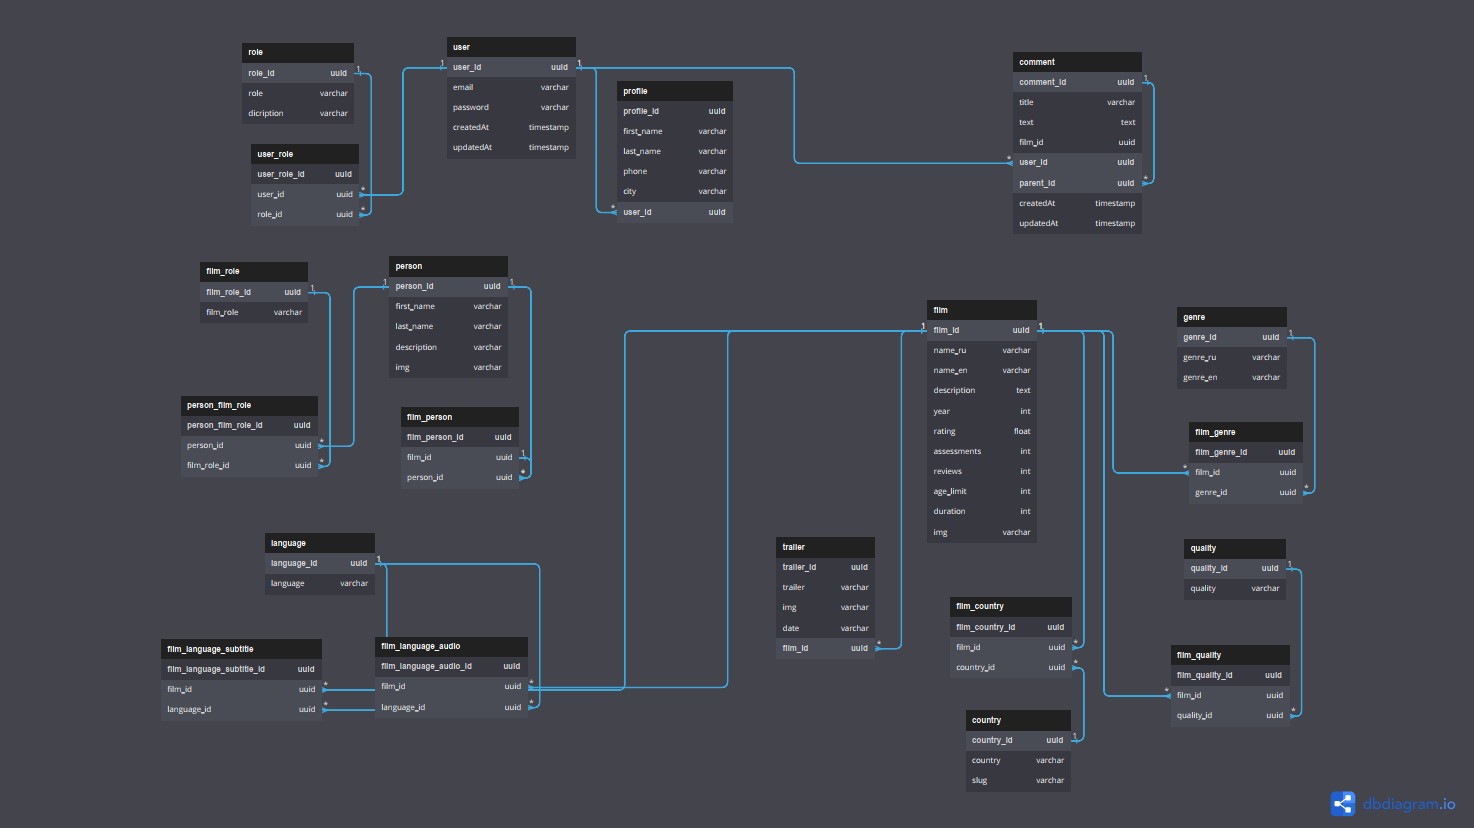 role
role_id uuid
role varchar
dicription varchar
user_role
user_role_id uuid
user_id uuid
role_id uuid
user
user_id uuid
email varchar
password varchar
createdAt timestamp
updatedAt timestamp
profile
profile_id uuid
first_name varchar
last_name varchar
phone varchar
city varchar
user_id uuid
comment
comment_id uuid
title varchar
text text
film_id uuid
user_id uuid
parent_id uuid
createdAt timestamp
updatedAt timestamp
film_role
film_role_id uuid
film_role varchar
person
person_id uuid
first_name varchar
last_name varchar
description varchar
img varchar
person_film_role
person_film_role_id uuid
person_id uuid
film_role_id uuid
film_person
film_person_id uuid
film_id uuid
person_id uuid
film
film_id uuid
name_ru varchar
name_en varchar
description text
year int
rating float
assessments int
reviews int
age_limit int
duration int
img varchar
genre
genre_id uuid
genre_ru varchar
genre_en varchar
film_genre
film_genre_id uuid
film_id uuid
genre_id uuid
language
language_id uuid
language varchar
film_language_subtitle
film_language_subtitle_id uuid
film_id uuid
language_id uuid
film_language_audio
film_language_audio_id uuid
film_id uuid
language_id uuid
trailer
trailer_id uuid
trailer varchar
img varchar
date varchar
film_id uuid
film_country
film_country_id uuid
film_id uuid
country_id uuid
country
country_id uuid
country varchar
slug varchar
quality
quality_id uuid
quality varchar
film_quality
film_quality_id uuid
film_id uuid
quality_id uuid
dbdiagram.io